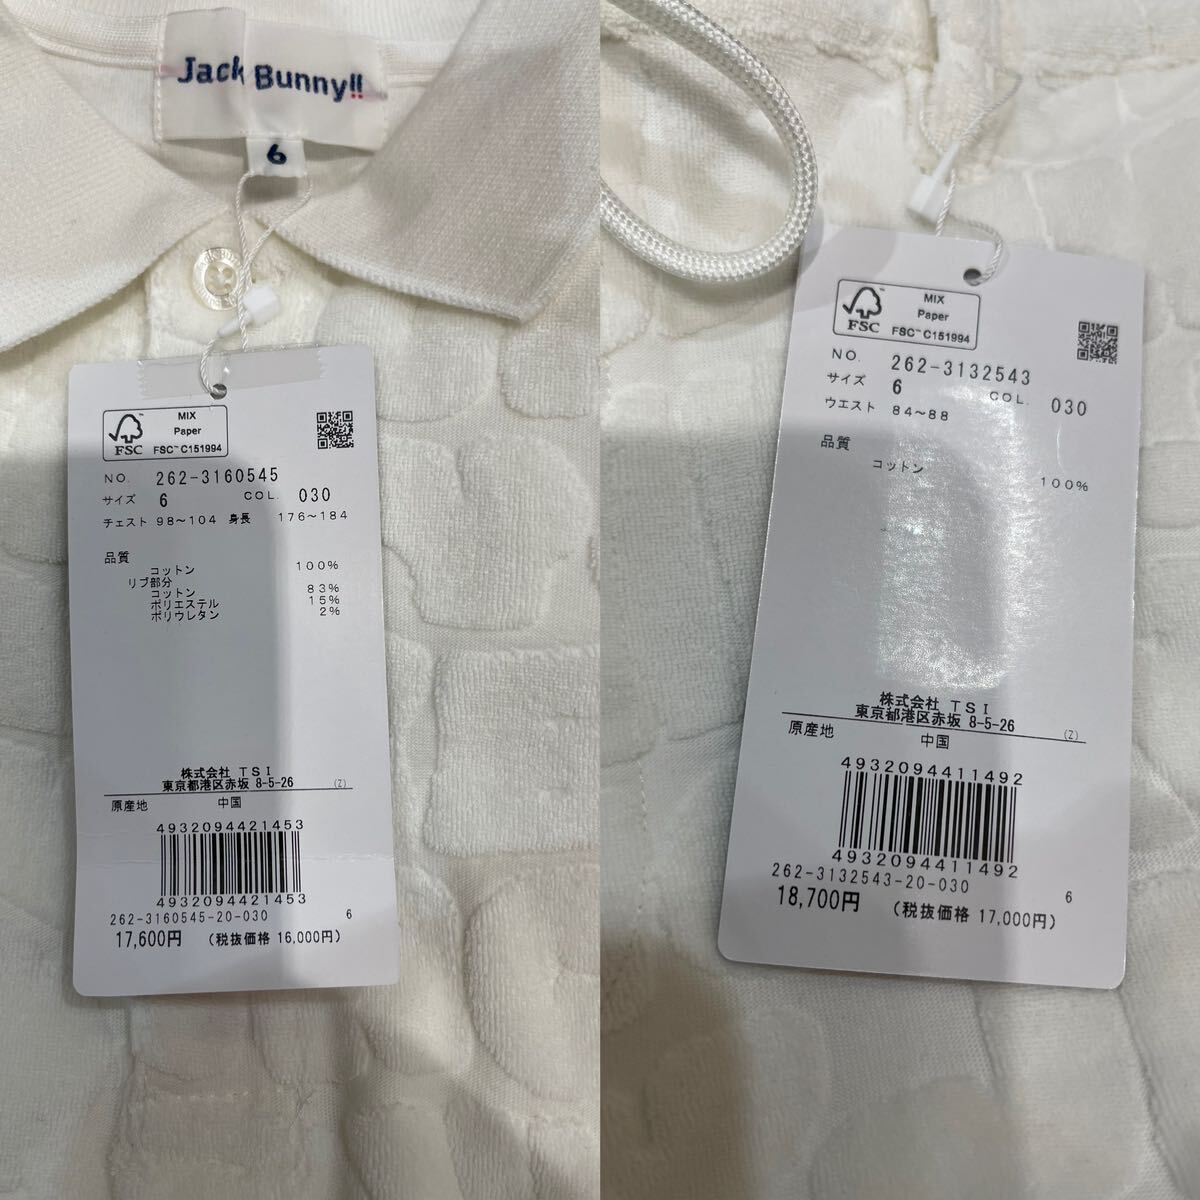 Jack Bunny!!
6
FSC
MIX
Paper
FSC™ C151994
NO. 262-3160545
サイズ 6 COL. 030
チェスト 98～104 身長 176～184
品質
コットン 100%
リブ部分
コットン 83%
ポリエステル 15%
ポリウレタン 2%
株式会社 TSI
東京都港区赤坂 8-5-26 (Z)
原産地 中国
4932094421453
4932094421453
262-3160545-20-030 6
17,600円 (税抜価格 16,000円)
FSC
MIX
Paper
FSC™ C151994
NO. 262-3132543
サイズ 6 COL. 030
ウエスト 84～88
品質
コットン 100%
株式会社 TSI
東京都港区赤坂 8-5-26 (Z)
原産地 中国
4932094411492
4932094411492
262-3132543-20-030 6
18,700円 (税抜価格 17,000円)